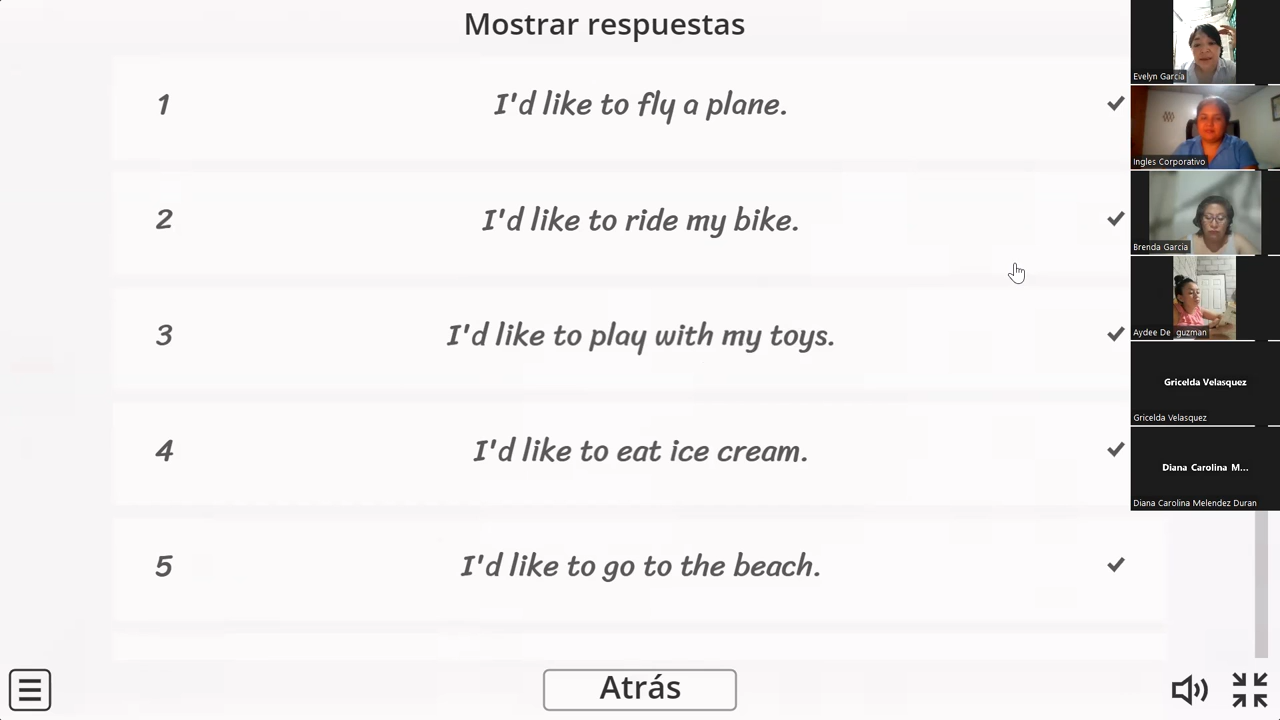 Mostrar respuestas
1 I'd like to fly a plane.
2 I'd like to ride my bike.
3 I'd like to play with my toys.
4 I'd like to eat ice cream.
5 I'd like to go to the beach.
Atrás
Evelyn García
Ingles Corporativo
Brenda Garcia
Aydee De guzman
Gricelda Velasquez
Gricelda Velasquez
Diana Carolina M...
Diana Carolina Melendez Duran